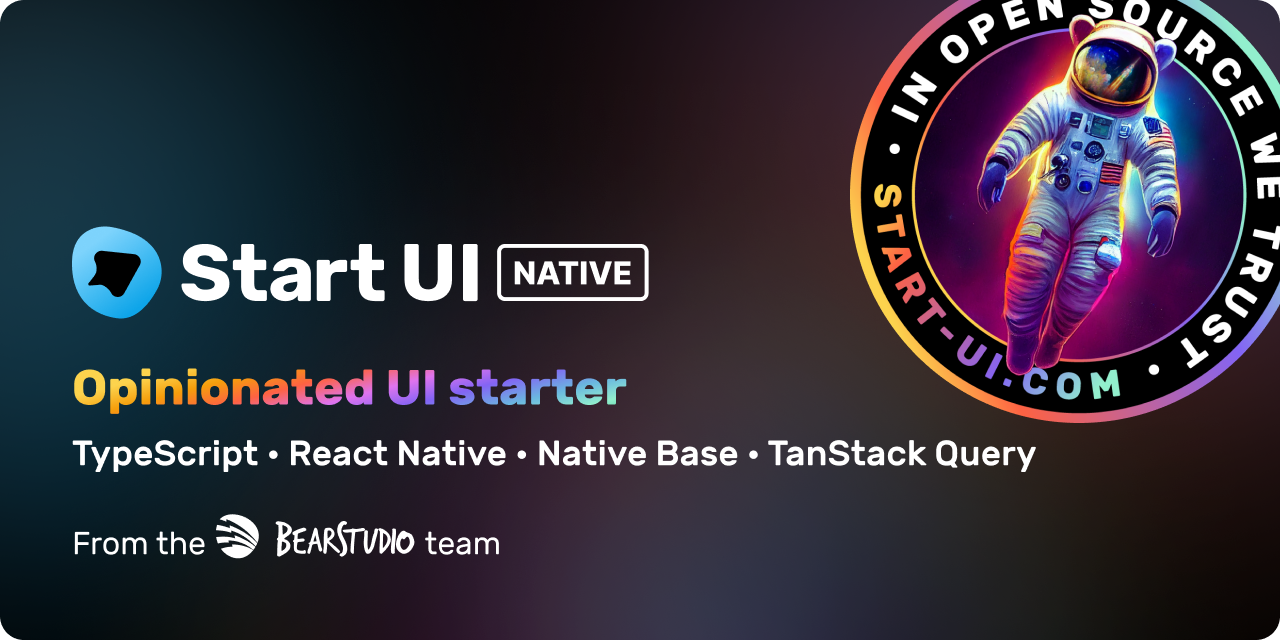 • IN OPEN SOURCE WE TRUST •
START-UI.COM
Start UI NATIVE
Opinionated UI starter
TypeScript • React Native • Native Base • TanStack Query
From the BEARSTUDIO team